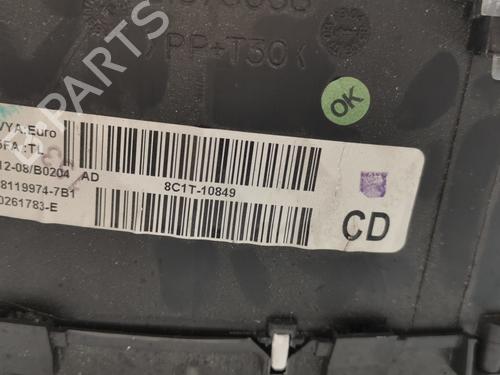 PP+T30
OK
VYA:Euro
FA :TL
12-08/B0204 AD
8119974-7B1
0261783-E
8C1T-10849
CD
B-PARTS